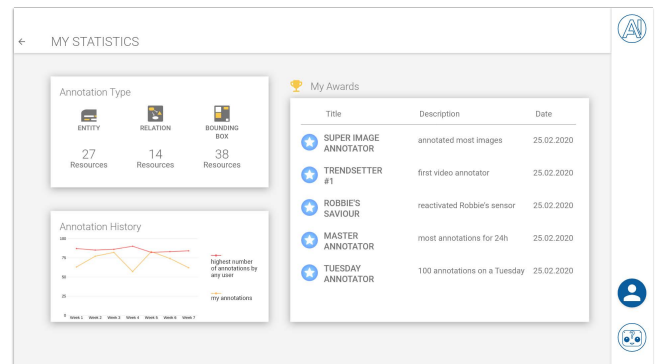 ← MY STATISTICS
Annotation Type
ENTITY RELATION BOUNDING
BOX
27 14 38
Resources Resources Resources
Annotation History
100
75
50
25
0
Week 1 Week 2 Week 3 Week 4 Week 5 Week 6 Week 7
highest number
of annotations by
any user
my annotations
My Awards
Title Description Date
SUPER IMAGE
ANNOTATOR annotated most images 25.02.2020
TRENDSETTER
#1 first video annotator 25.02.2020
ROBBIE'S
SAVIOUR reactivated Robbie's sensor 25.02.2020
MASTER
ANNOTATOR most annotations for 24h 25.02.2020
TUESDAY
ANNOTATOR 100 annotations on a Tuesday 25.02.2020
AI
?